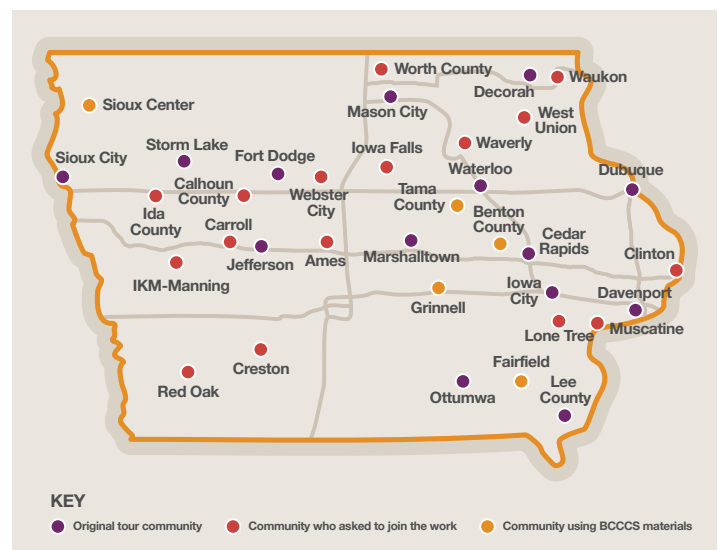 Worth County
Decorah
Waukon
Sioux Center
Mason City
West
Union
Storm Lake
Fort Dodge
Iowa Falls
Waverly
Sioux City
Waterloo
Dubuque
Calhoun
County
Webster
City
Tama
County
Ida
County
Benton
County
Carroll
Cedar
Rapids
Jefferson
Ames
Marshalltown
Clinton
IKM-Manning
Iowa
City
Davenport
Grinnell
Lone Tree
Muscatine
Creston
Red Oak
Fairfield
Ottumwa
Lee
County
KEY
Original tour community
Community who asked to join the work
Community using BCCCS materials